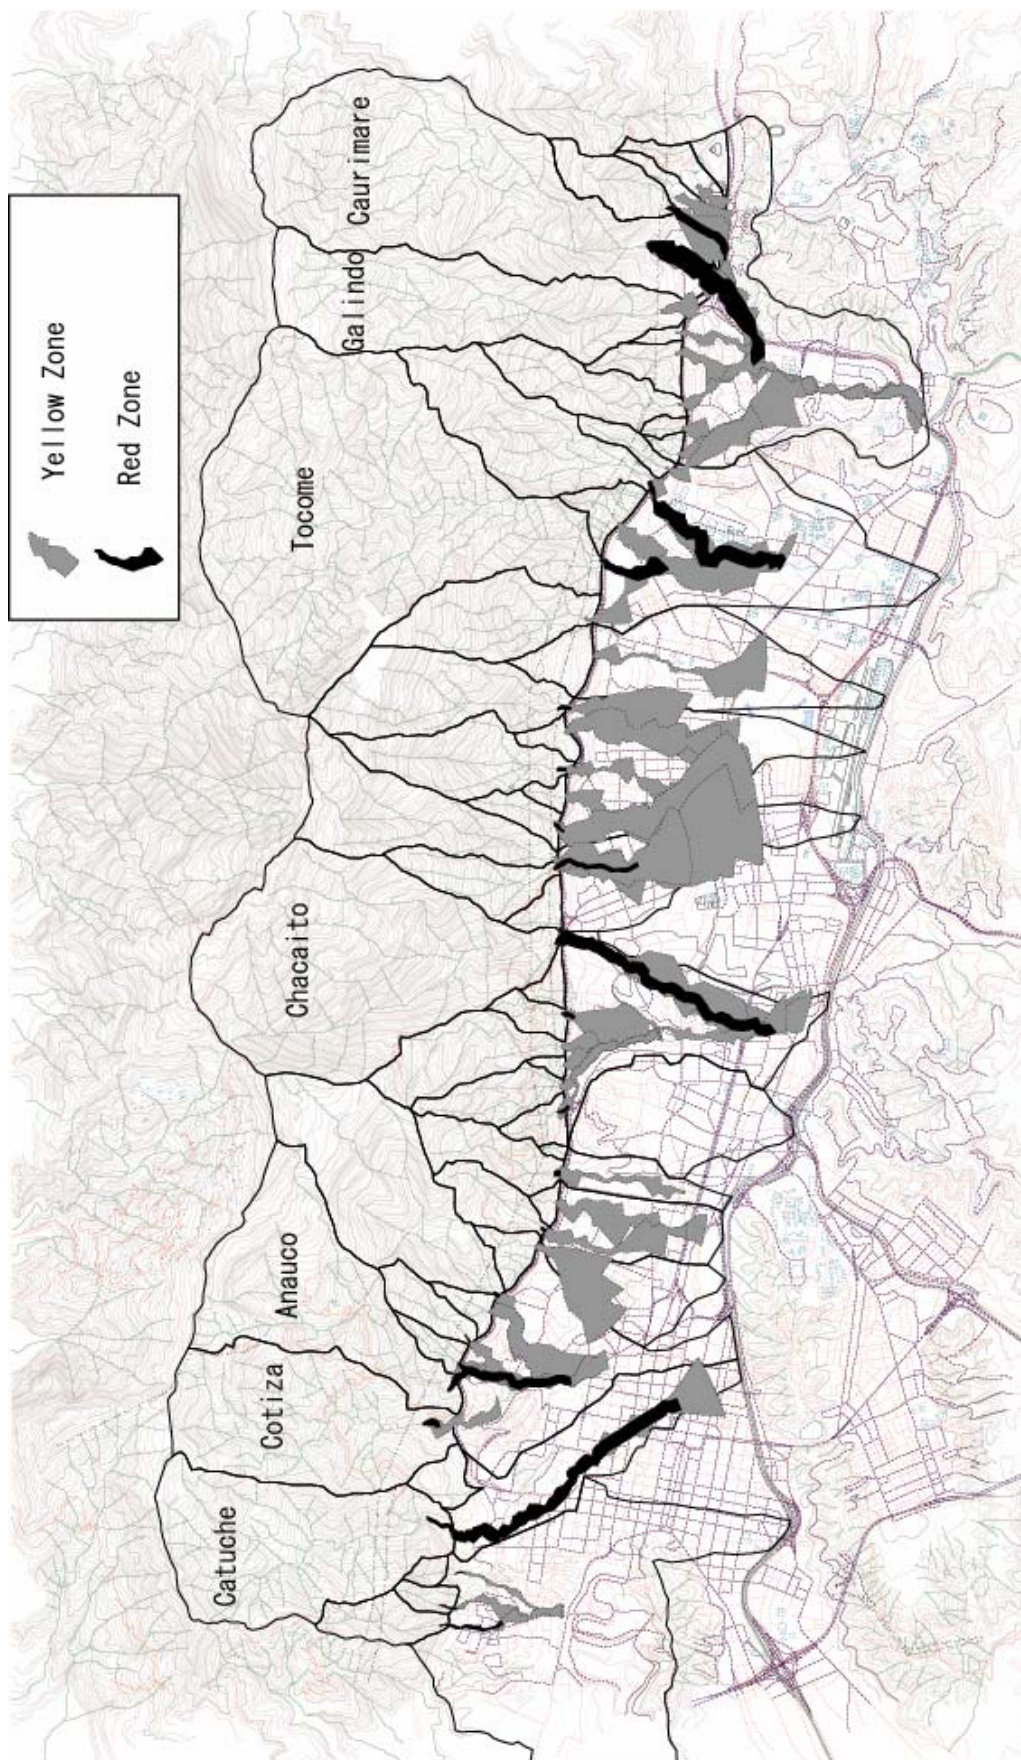 Yellow Zone
Red Zone
Caurimare
Galindo
Tocome
Chacaito
Anauco
Cotiza
Catuche